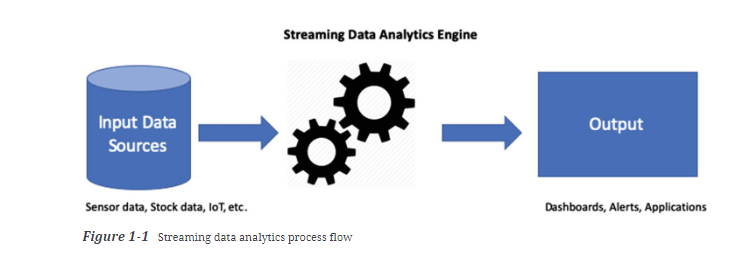 Streaming Data Analytics Engine
Input Data
Sources
Output
Sensor data, Stock data, IoT, etc.
Dashboards, Alerts, Applications
Figure 1-1 Streaming data analytics process flow